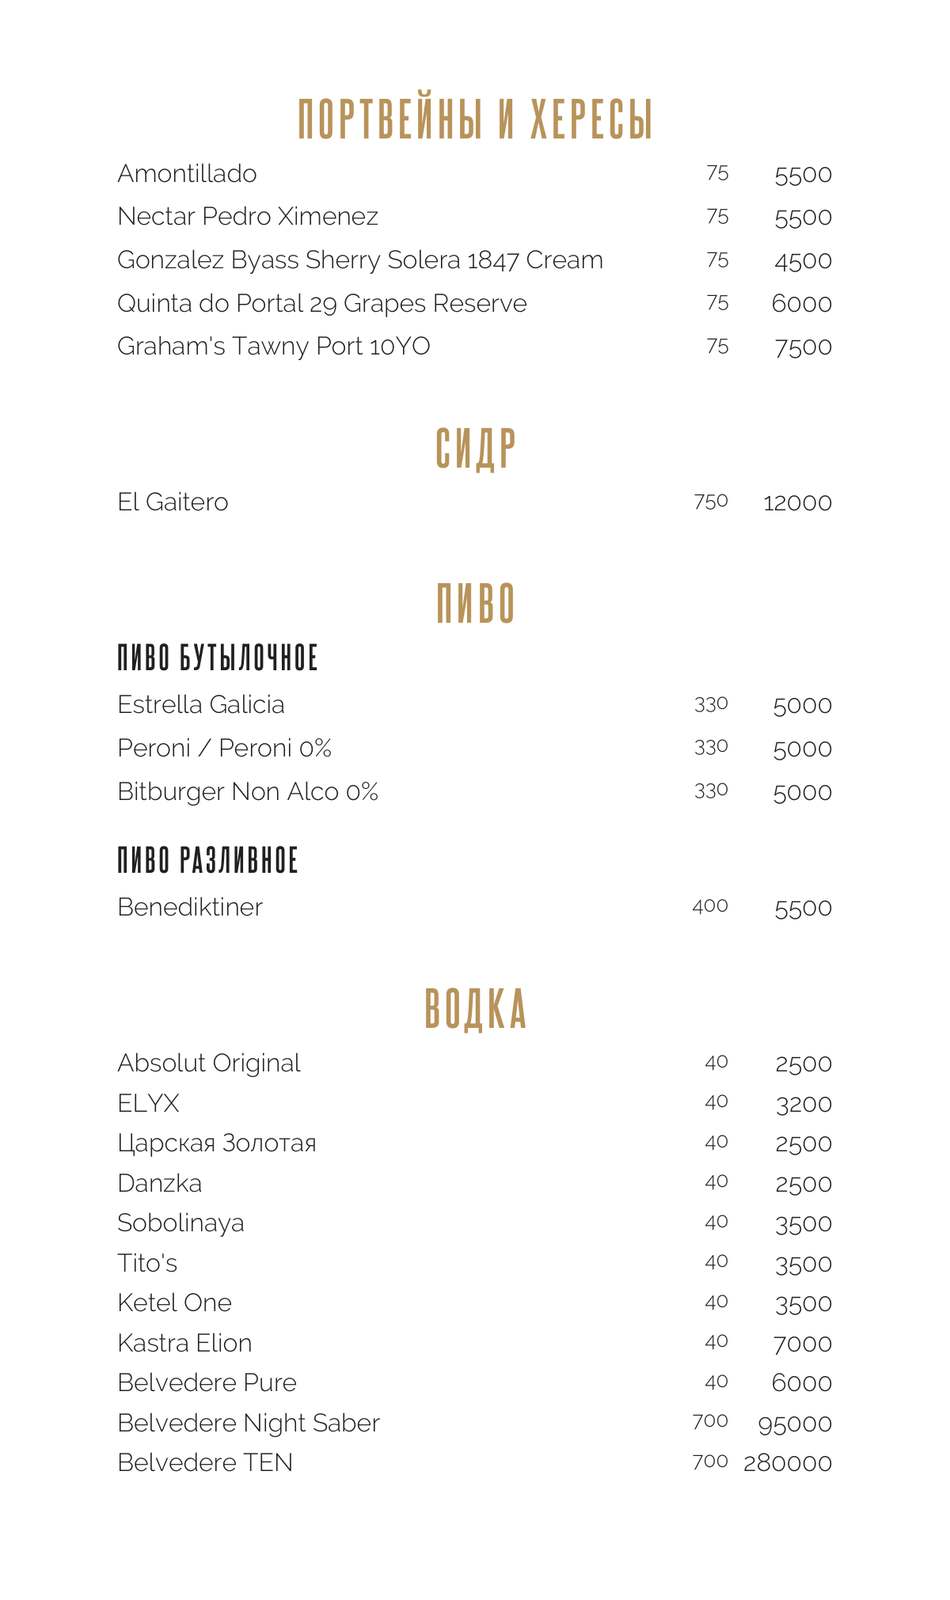 ПОРТВЕЙНЫ И ХЕРЕСЫ
Amontillado 75 5500
Nectar Pedro Ximenez 75 5500
Gonzalez Byass Sherry Solera 1847 Cream 75 4500
Quinta do Portal 29 Grapes Reserve 75 6000
Graham's Tawny Port 10YO 75 7500
СИДР
El Gaitero 750 12000
ПИВО
ПИВО БУТЫЛОЧНОЕ
Estrella Galicia 330 5000
Peroni / Peroni 0% 330 5000
Bitburger Non Alco 0% 330 5000
ПИВО РАЗЛИВНОЕ
Benediktiner 400 5500
ВОДКА
Absolut Original 40 2500
ELYX 40 3200
Царская Золотая 40 2500
Danzka 40 2500
Sobolinaya 40 3500
Tito's 40 3500
Ketel One 40 3500
Kastra Elion 40 7000
Belvedere Pure 40 6000
Belvedere Night Saber 700 95000
Belvedere TEN 700 280000